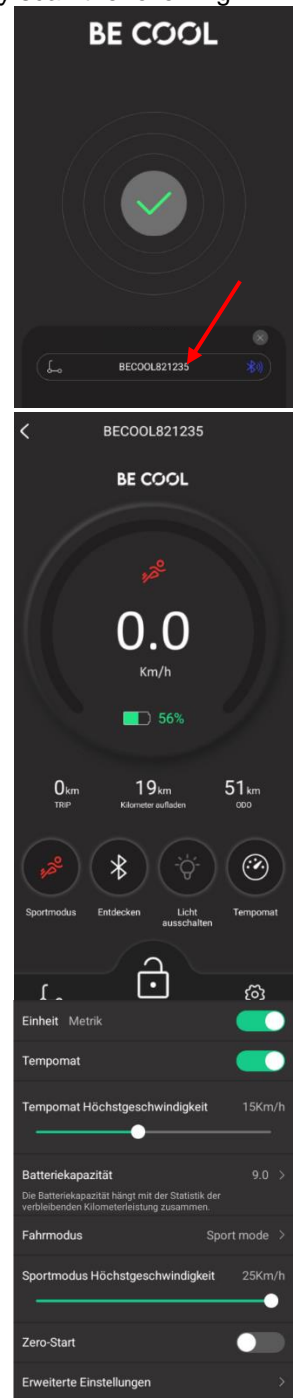 BE COOL
BECOOL821235
BECOOL821235
BE COOL
0.0
Km/h
56%
0km 19km 51km
TRIP Kilometer aufladen ODO
Sportmodus Entdecken Licht ausschalten Tempomat
Einheit Metrik
Tempomat
Tempomat Höchstgeschwindigkeit 15Km/h
Batteriekapazität 9.0 >
Die Batteriekapazität hängt mit der Statistik der
verbleibenden Kilometerleistung zusammen.
Fahrmodus Sport mode >
Sportmodus Höchstgeschwindigkeit 25Km/h
Zero-Start
Erweiterte Einstellungen >